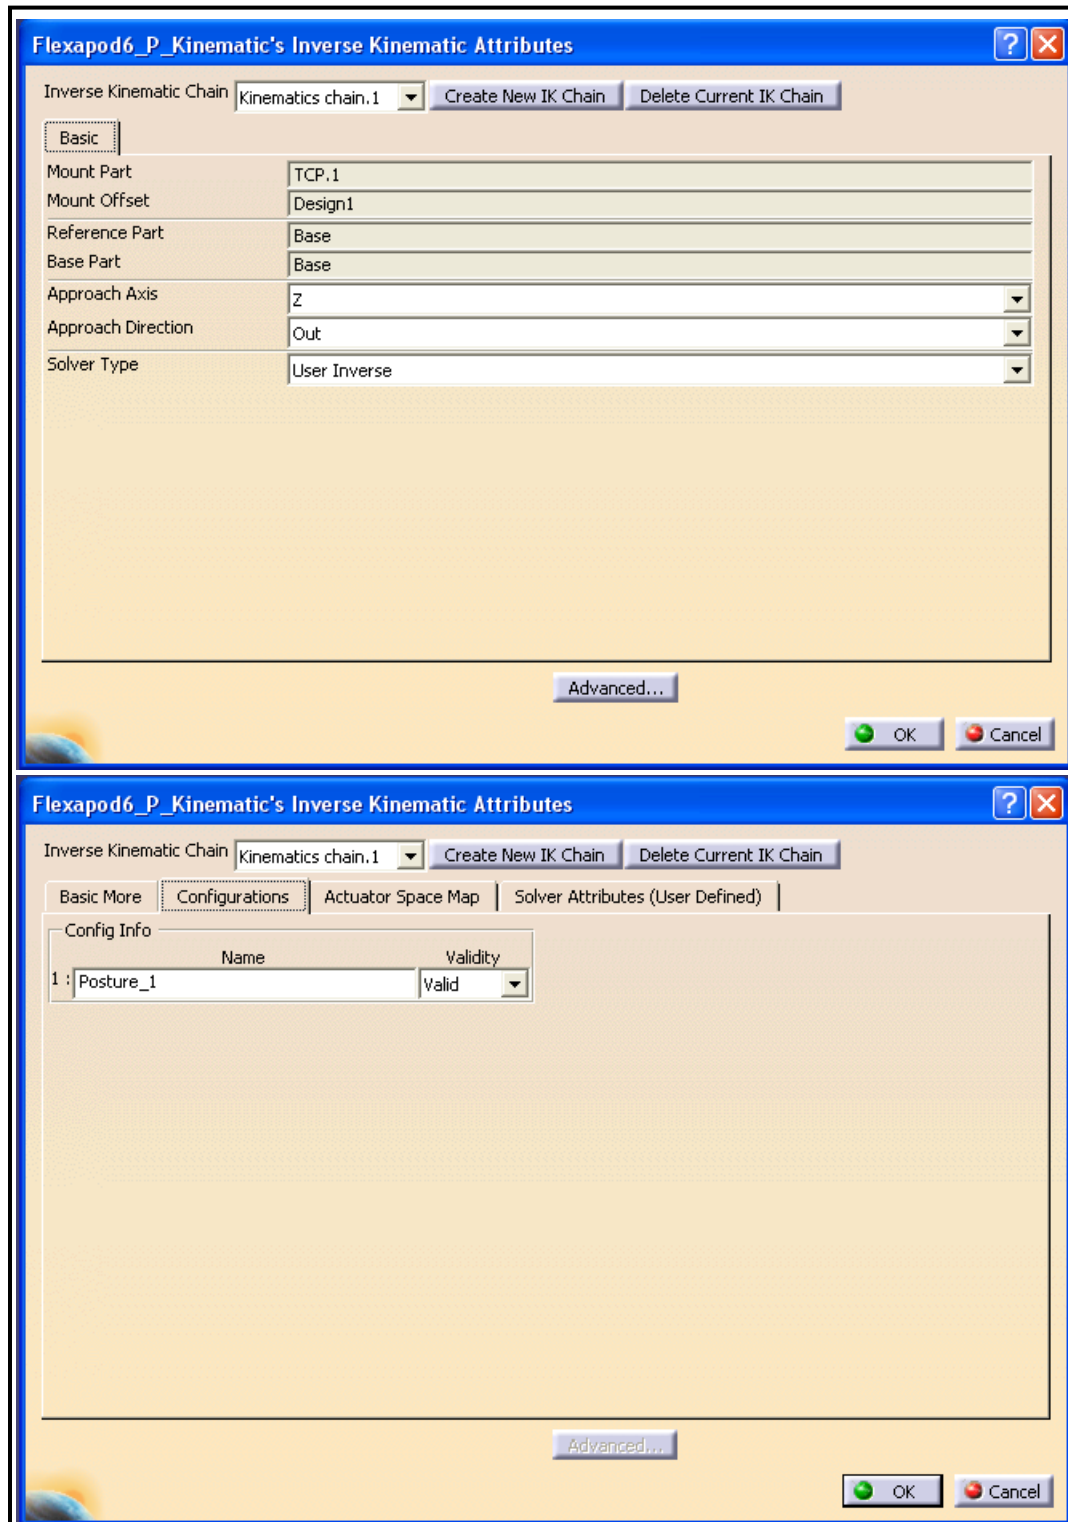 Flexapod6_P_Kinematic's Inverse Kinematic Attributes
Inverse Kinematic Chain Kinematics chain.1 Create New IK Chain Delete Current IK Chain
Basic
Mount Part TCP.1
Mount Offset Design1
Reference Part Base
Base Part Base
Approach Axis Z
Approach Direction Out
Solver Type User Inverse
Advanced...
OK Cancel
Flexapod6_P_Kinematic's Inverse Kinematic Attributes
Inverse Kinematic Chain Kinematics chain.1 Create New IK Chain Delete Current IK Chain
Basic More Configurations Actuator Space Map Solver Attributes (User Defined)
Config Info
Name Validity
1 : Posture_1 Valid
Advanced...
OK Cancel